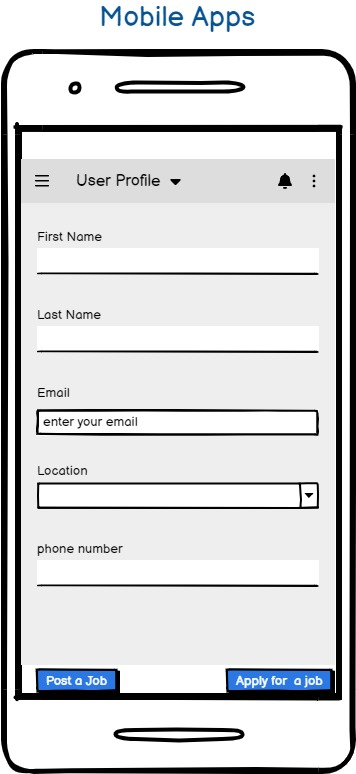 Mobile Apps
User Profile
First Name
Last Name
Email
enter your email
Location
phone number
Post a Job
Apply for a job